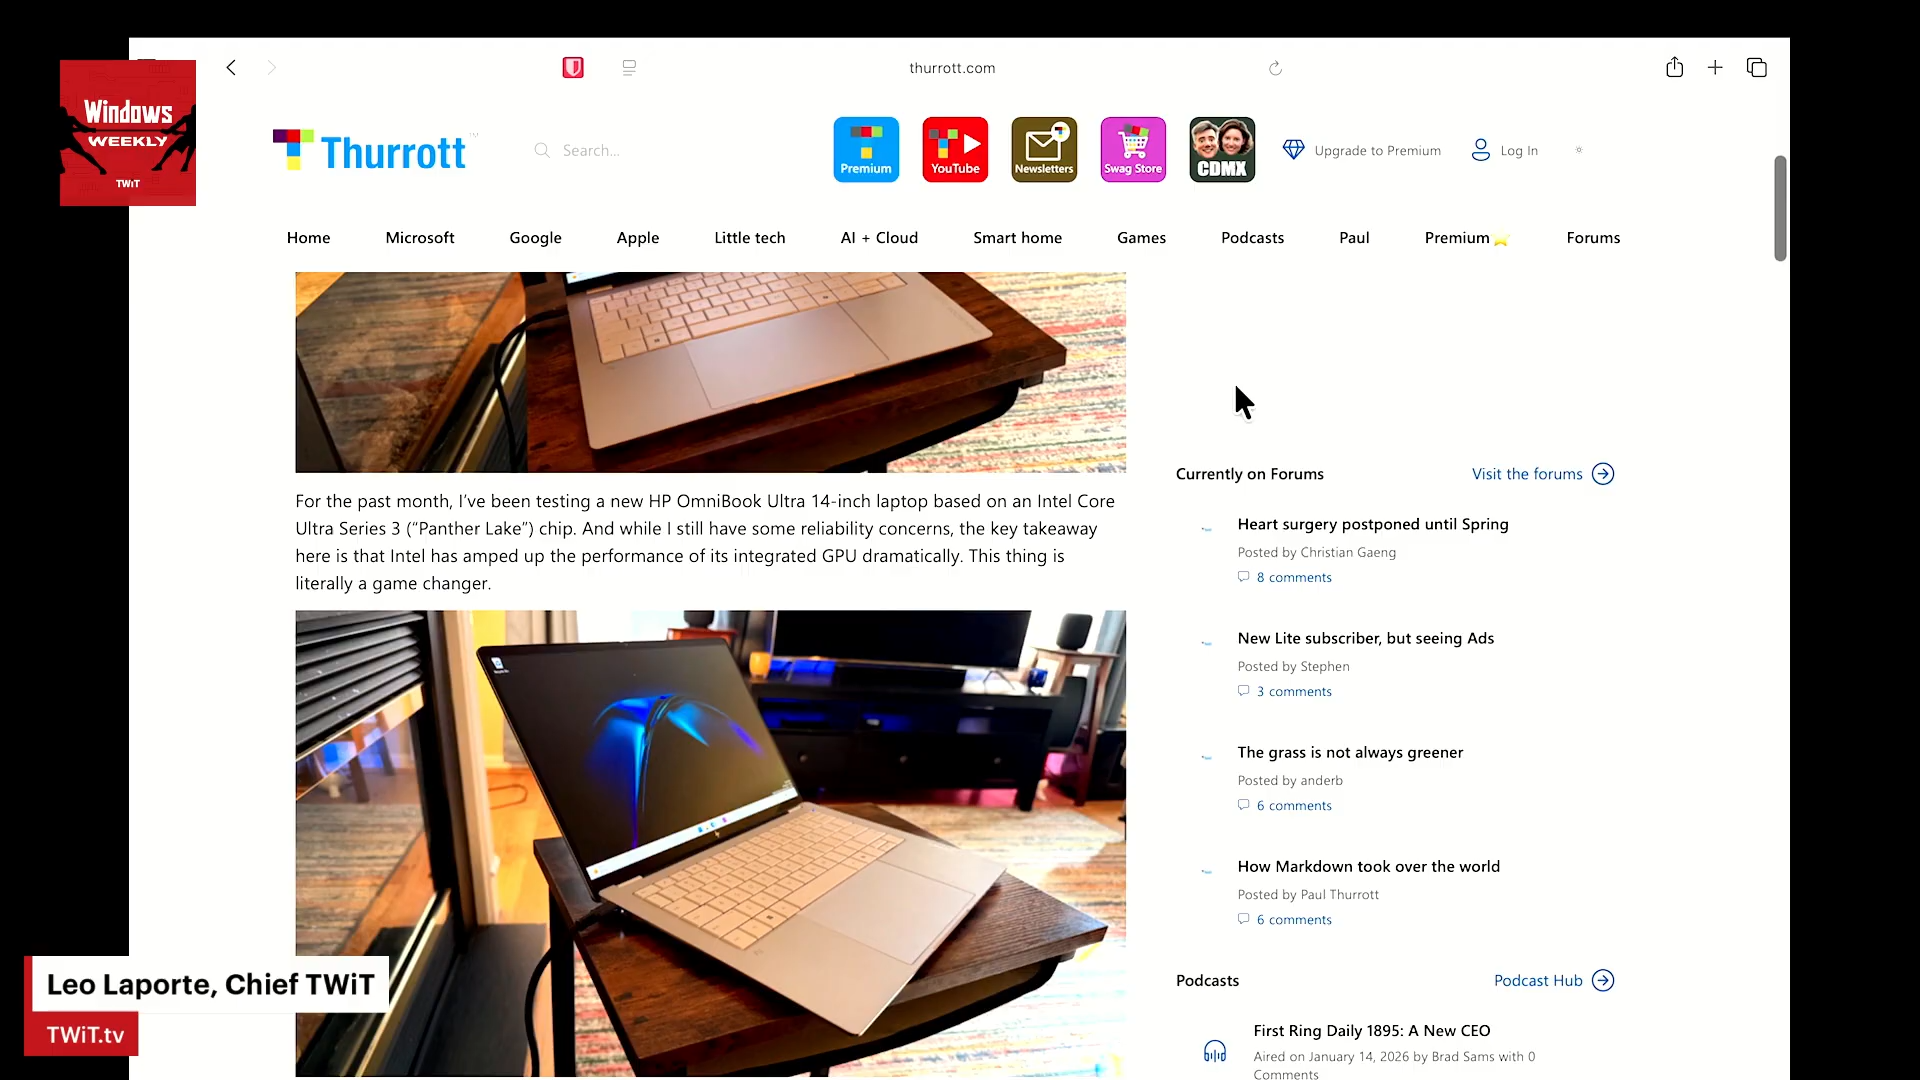 thurrott.com
Windows
WEEKLY
TWiT
Thurrott
Search...
Premium
YouTube
Newsletters
Swag Store
CDMX
Upgrade to Premium
Log In
Home
Microsoft
Google
Apple
Little tech
AI + Cloud
Smart home
Games
Podcasts
Paul
Premium
Forums
For the past month, I've been testing a new HP OmniBook Ultra 14-inch laptop based on an Intel Core
Ultra Series 3 (“Panther Lake”) chip. And while I still have some reliability concerns, the key takeaway
here is that Intel has amped up the performance of its integrated GPU dramatically. This thing is
literally a game changer.
Currently on Forums
Visit the forums
Heart surgery postponed until Spring
Posted by Christian Gaeng
8 comments
New Lite subscriber, but seeing Ads
Posted by Stephen
3 comments
The grass is not always greener
Posted by anderb
6 comments
How Markdown took over the world
Posted by Paul Thurrott
6 comments
Podcasts
Podcast Hub
First Ring Daily 1895: A New CEO
Aired on January 14, 2026 by Brad Sams with 0
Comments
Leo Laporte, Chief TWiT
TWiT.tv